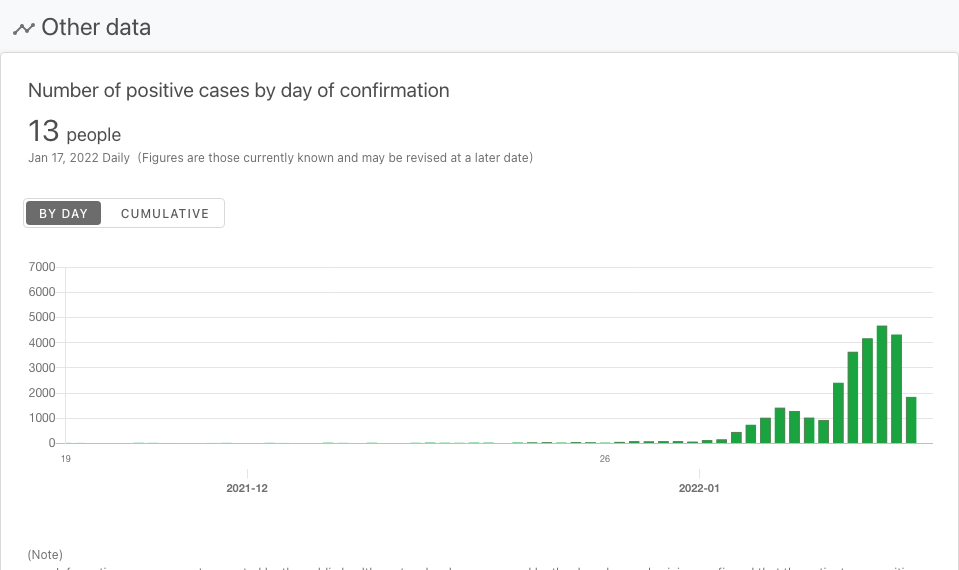 Other data
Number of positive cases by day of confirmation
13 people
Jan 17, 2022 Daily (Figures are those currently known and may be revised at a later date)
BY DAY CUMULATIVE
7000
6000
5000
4000
3000
2000
1000
0
19 26
2021-12 2022-01
(Note)